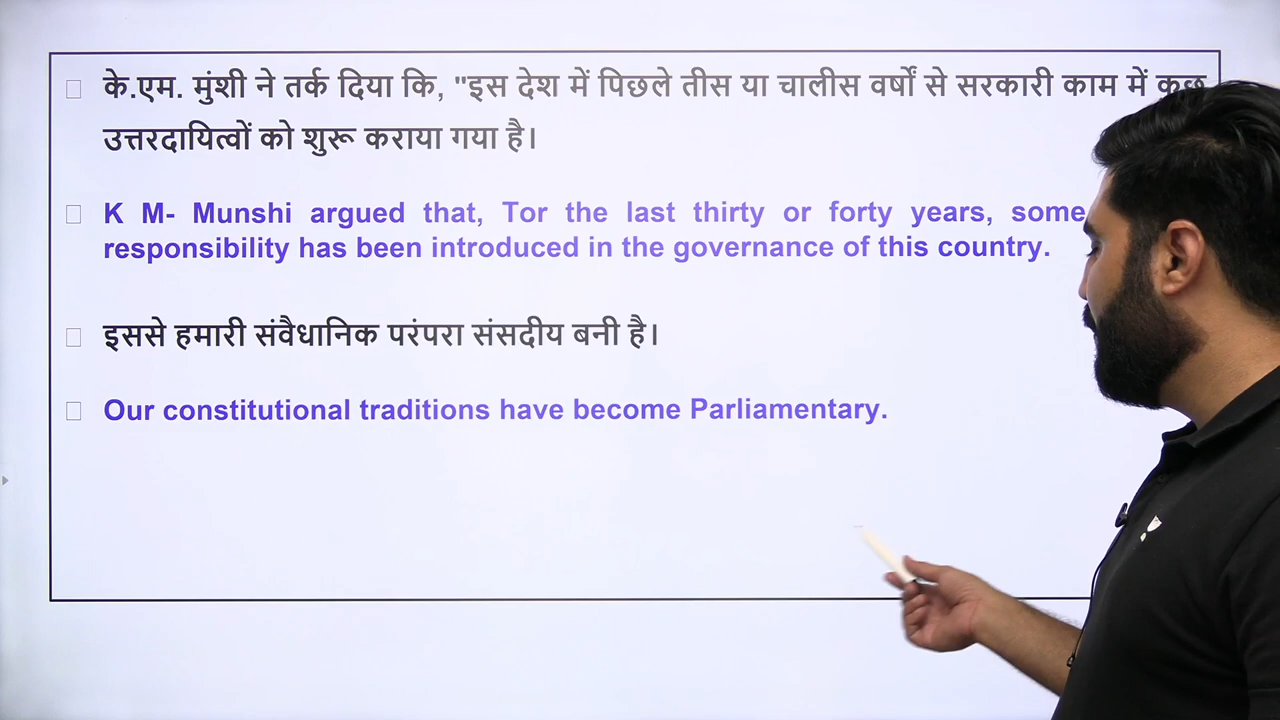 के.एम. मुंशी ने तर्क दिया कि, "इस देश में पिछले तीस या चालीस वर्षों से सरकारी काम में कुछ
उत्तरदायित्वों को शुरू कराया गया है।
K M- Munshi argued that, Tor the last thirty or forty years, some
responsibility has been introduced in the governance of this country.
इससे हमारी संवैधानिक परंपरा संसदीय बनी है।
Our constitutional traditions have become Parliamentary.